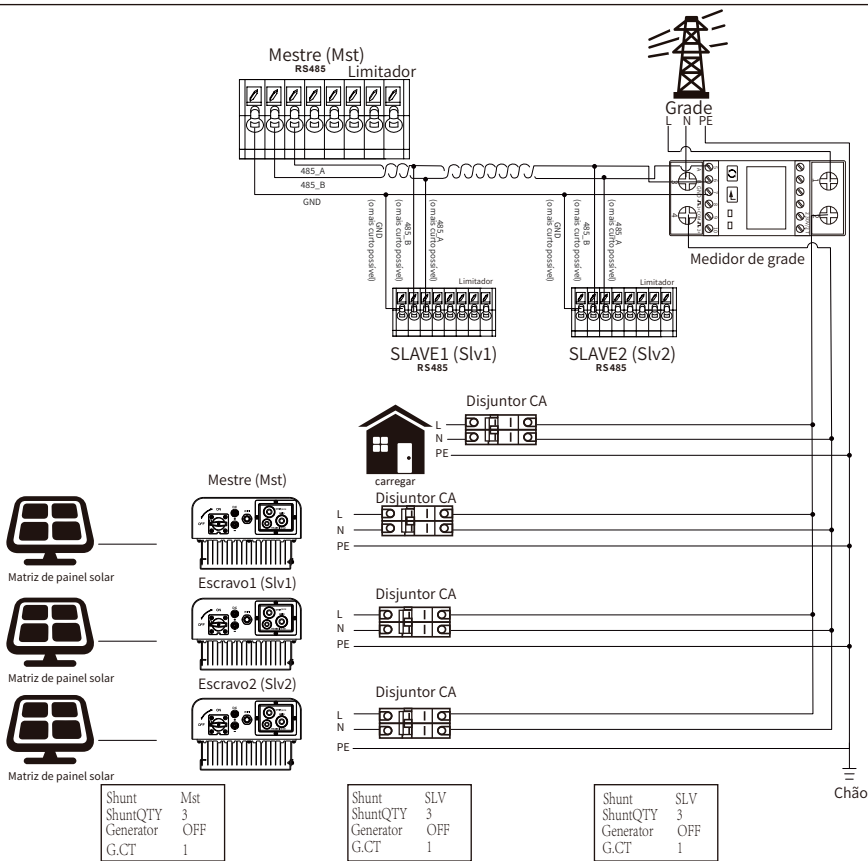 Mestre (Mst)
RS485
Limitador
Grade
L N PE
485_A
485_B
GND
GND
(o mais curto possível)
485_B
(o mais curto possível)
485_A
(o mais curto possível)
GND
(o mais curto possível)
485_B
(o mais curto possível)
485_A
(o mais curto possível)
Medidor de grade
Limitador
Limitador
SLAVE1 (Slv1)
RS485
SLAVE2 (Slv2)
RS485
Disjuntor CA
L
N
PE
carregar
Mestre (Mst)
Disjuntor CA
L
N
PE
Matriz de painel solar
Escravo1 (Slv1)
Disjuntor CA
L
N
PE
Matriz de painel solar
Escravo2 (Slv2)
Disjuntor CA
L
N
PE
Matriz de painel solar
Chão
Shunt Mst
ShuntQTY 3
Generator OFF
G.CT 1
Shunt SLV
ShuntQTY 3
Generator OFF
G.CT 1
Shunt SLV
ShuntQTY 3
Generator OFF
G.CT 1